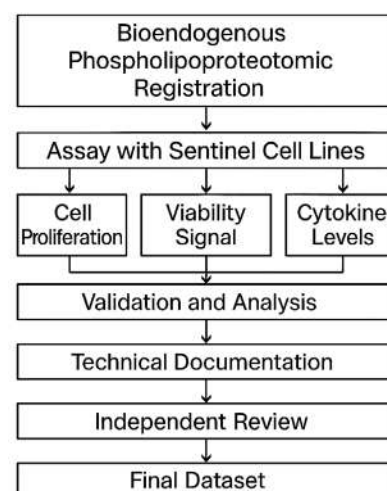 Bioendogenous
Phospholipoproteotomic
Registration
Assay with Sentinel Cell Lines
Cell
Proliferation
Viability
Signal
Cytokine
Levels
Validation and Analysis
Technical Documentation
Independent Review
Final Dataset